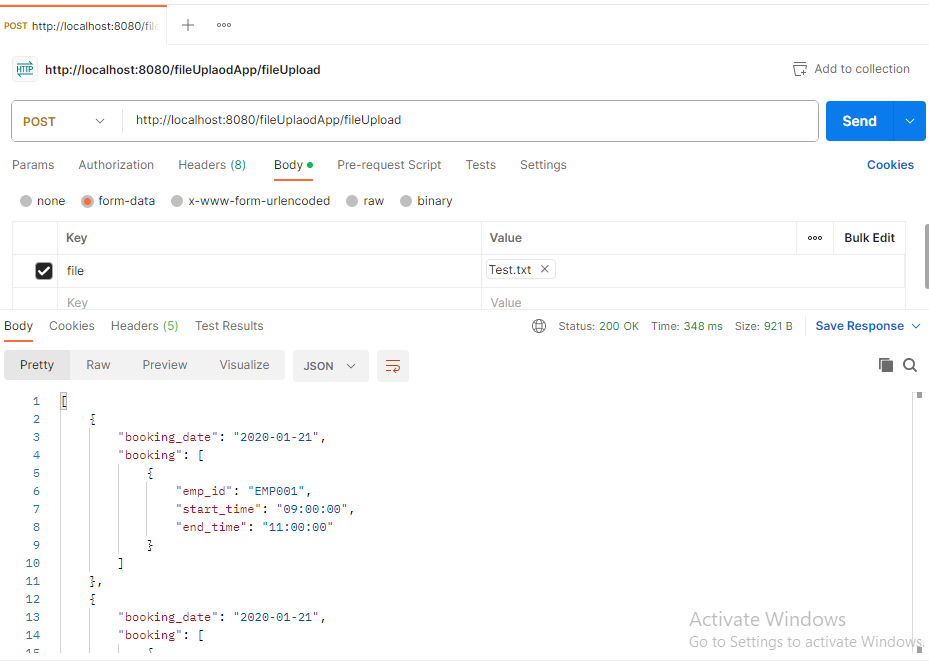 POST http://localhost:8080/file
HTTP http://localhost:8080/fileUplaodApp/fileUpload Add to collection
POST http://localhost:8080/fileUplaodApp/fileUpload Send
Params Authorization Headers (8) Body Pre-request Script Tests Settings Cookies
none form-data x-www-form-urlencoded raw binary
Key Value Bulk Edit
file Test.txt
Key Value
Body Cookies Headers (5) Test Results Status: 200 OK Time: 348 ms Size: 921 B Save Response
Pretty Raw Preview Visualize JSON
1 [
2 {
3 "booking_date": "2020-01-21",
4 "booking": [
5 {
6 "emp_id": "EMP001",
7 "start_time": "09:00:00",
8 "end_time": "11:00:00"
9 }
10 ]
11 },
12 {
13 "booking_date": "2020-01-21",
14 "booking": [
15 {
Activate Windows
Go to Settings to activate Windows.